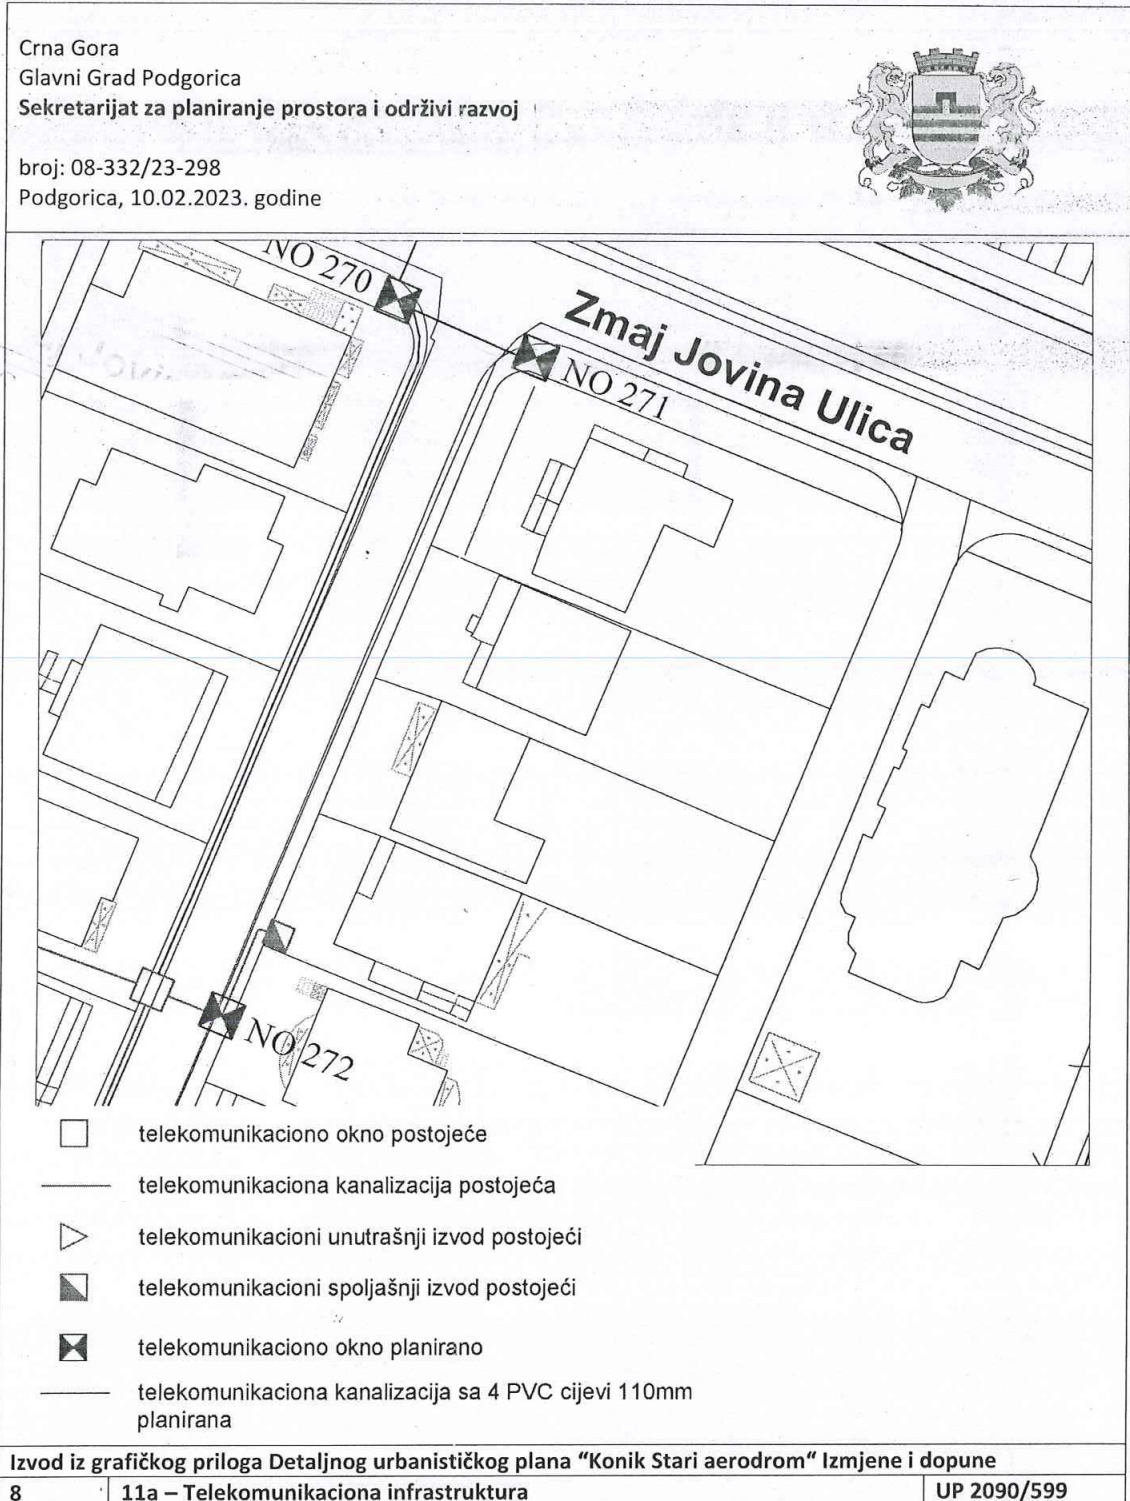 Crna Gora
Glavni Grad Podgorica
Sekretarijat za planiranje prostora i održivi razvoj
broj: 08-332/23-298
Podgorica, 10.02.2023. godine
NO 270
Zmaj Jovina Ulica
NO 271
NO 272
telekomunikaciono okno postojeće
telekomunikaciona kanalizacija postojeća
telekomunikacioni unutrašnji izvod postojeći
telekomunikacioni spoljašnji izvod postojeći
telekomunikaciono okno planirano
telekomunikaciona kanalizacija sa 4 PVC cijevi 110mm
planirana
Izvod iz grafičkog priloga Detaljnog urbanističkog plana “Konik Stari aerodrom“ Izmjene i dopune
8 11a – Telekomunikaciona infrastruktura UP 2090/599